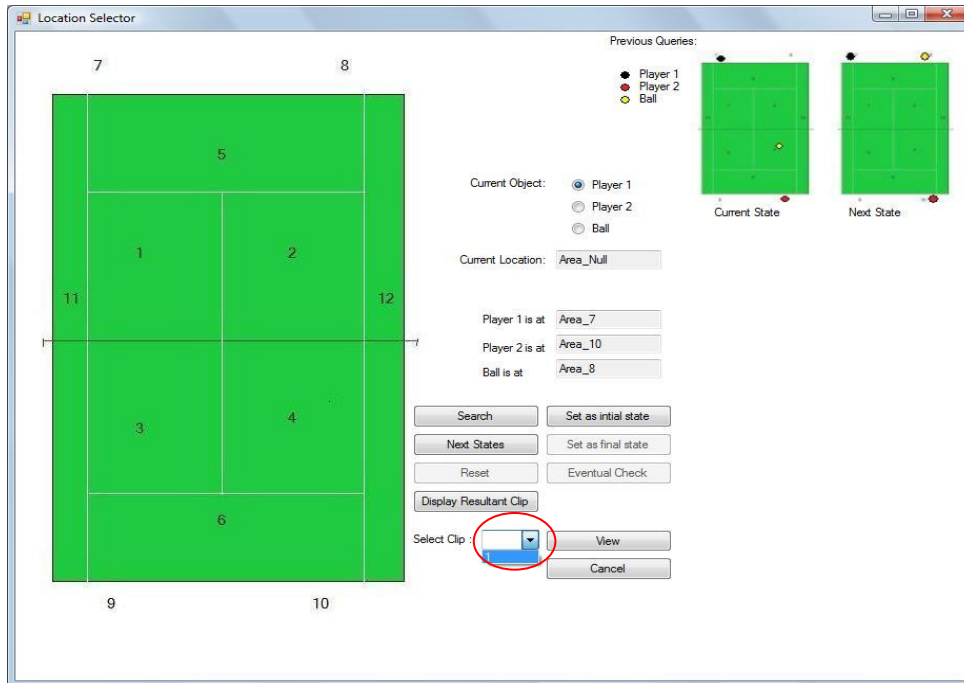 Location Selector
Previous Queries:
7
8
Player 1
Player 2
Ball
5
Current Object:
Player 1
Player 2
Ball
Current State
Next State
1
2
Current Location:
Area_Null
11
12
Player 1 is at
Area_7
Player 2 is at
Area_10
Ball is at
Area_8
3
4
Search
Set as intial state
Next States
Set as final state
Reset
Eventual Check
Display Resultant Clip
6
Select Clip :
View
1
Cancel
9
10